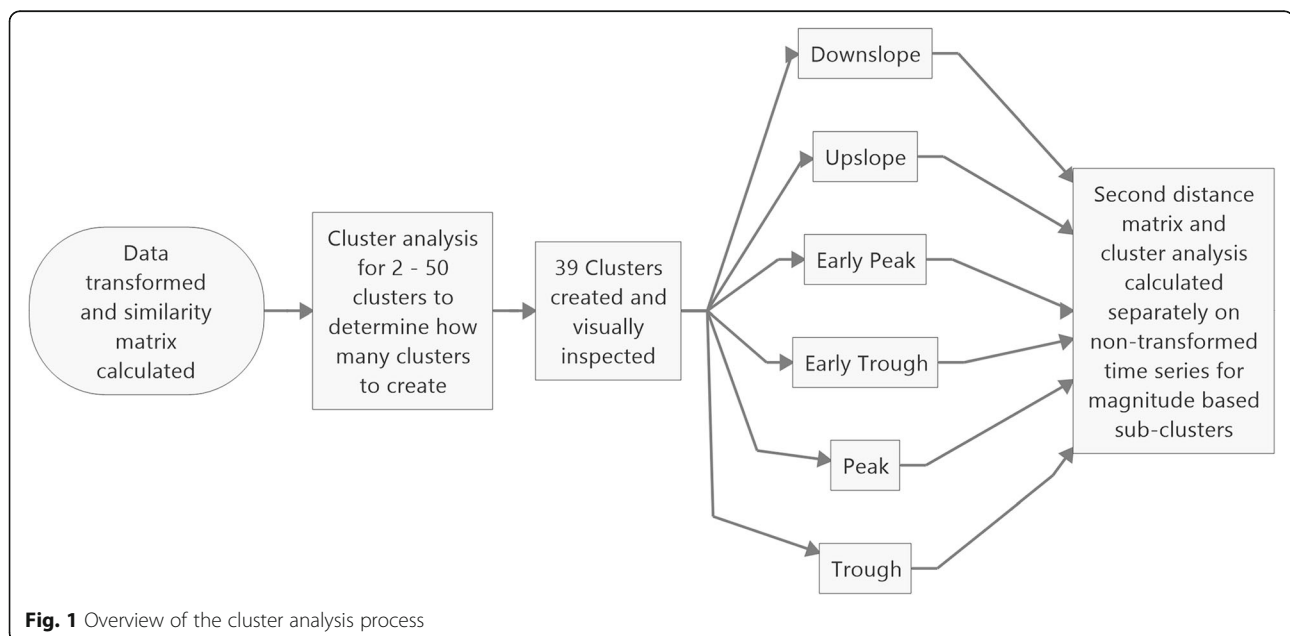 Data
transformed
and similarity
matrix
calculated
Cluster analysis
for 2 - 50
clusters to
determine how
many clusters
to create
39 Clusters
created and
visually
inspected
Downslope
Upslope
Early Peak
Early Trough
Peak
Trough
Second distance
matrix and
cluster analysis
calculated
separately on
non-transformed
time series for
magnitude based
sub-clusters
Fig. 1 Overview of the cluster analysis process